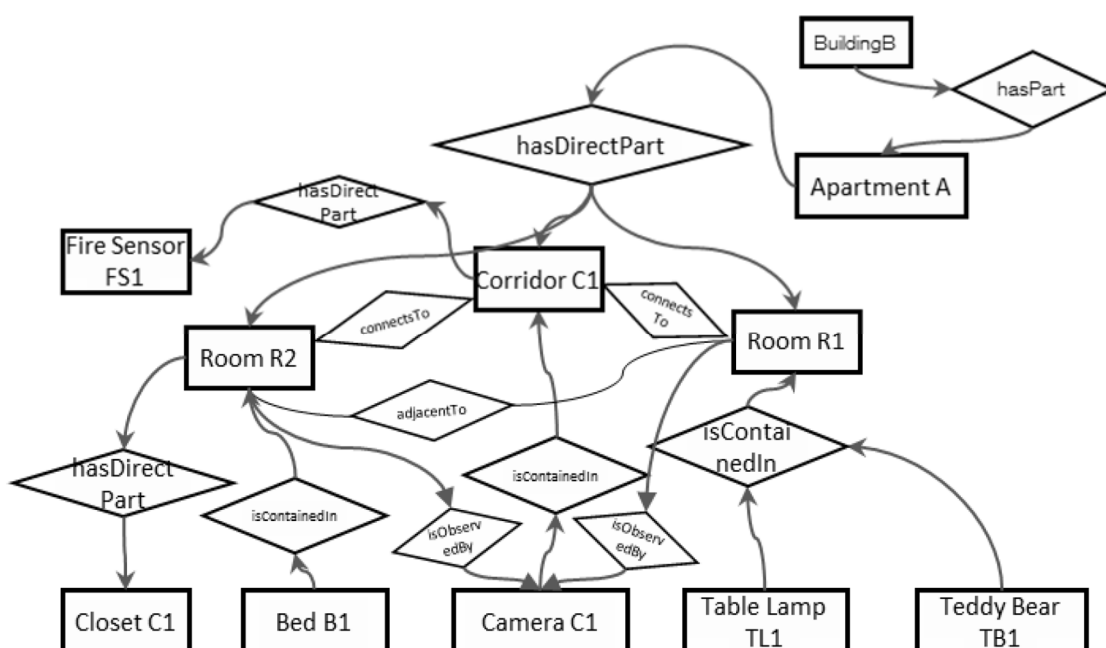 BuildingB
hasPart
hasDirectPart
Apartment A
hasDirect
Part
Fire Sensor
FS1
Corridor C1
connectsTo
connects
To
Room R2
Room R1
adjacentTo
isContai
nedIn
hasDirect
Part
isContainedIn
isContainedIn
isObserv
edBy
isObserv
edBy
Closet C1
Bed B1
Camera C1
Table Lamp
TL1
Teddy Bear
TB1